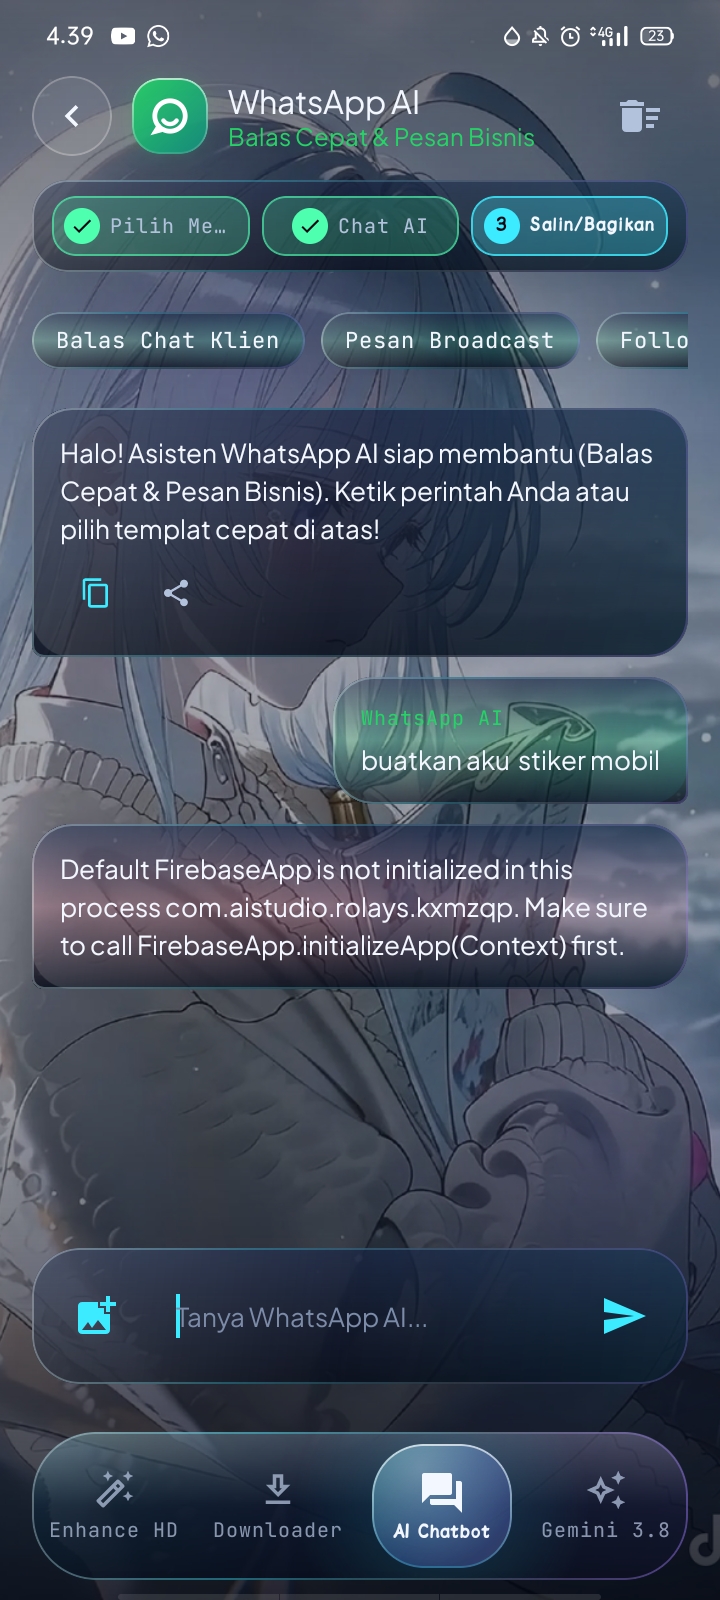 4.39
4G
23
WhatsApp AI
Balas Cepat & Pesan Bisnis
Pilih Me…
Chat AI
3 Salin/Bagikan
Balas Chat Klien
Pesan Broadcast
Follo
Halo! Asisten WhatsApp AI siap membantu (Balas
Cepat & Pesan Bisnis). Ketik perintah Anda atau
pilih templat cepat di atas!
WhatsApp AI
buatkan aku stiker mobil
Default FirebaseApp is not initialized in this
process com.aistudio.rolays.kxmzqp. Make sure
to call FirebaseApp.initializeApp(Context) first.
Tanya WhatsApp AI...
Enhance HD
Downloader
AI Chatbot
Gemini 3.8